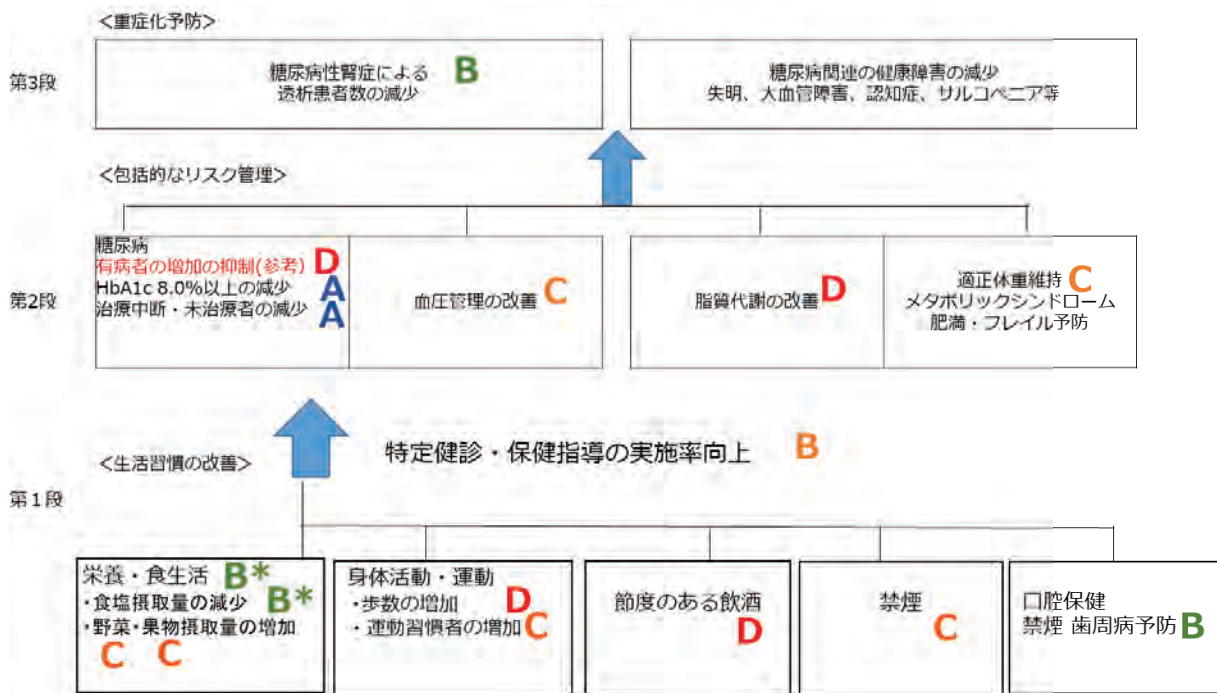 <重症化予防>
第3段
糖尿病性腎症による B
透析患者数の減少
糖尿病関連の健康障害の減少
失明、大血管障害、認知症、サルコペニア等
<包括的なリスク管理>
第2段
糖尿病
有病者の増加の抑制(参考) D
HbA1c 8.0%以上の減少 A
治療中断・未治療者の減少 A
血圧管理の改善 C
脂質代謝の改善 D
適正体重維持 C
メタボリックシンドローム
肥満・フレイル予防
特定健診・保健指導の実施率向上 B
<生活習慣の改善>
第1段
栄養・食生活 B*
・食塩摂取量の減少 B*
・野菜・果物摂取量の増加
C C
身体活動・運動
・歩数の増加 D
・運動習慣者の増加 C
節度のある飲酒
D
禁煙
C
口腔保健
禁煙 歯周病予防 B